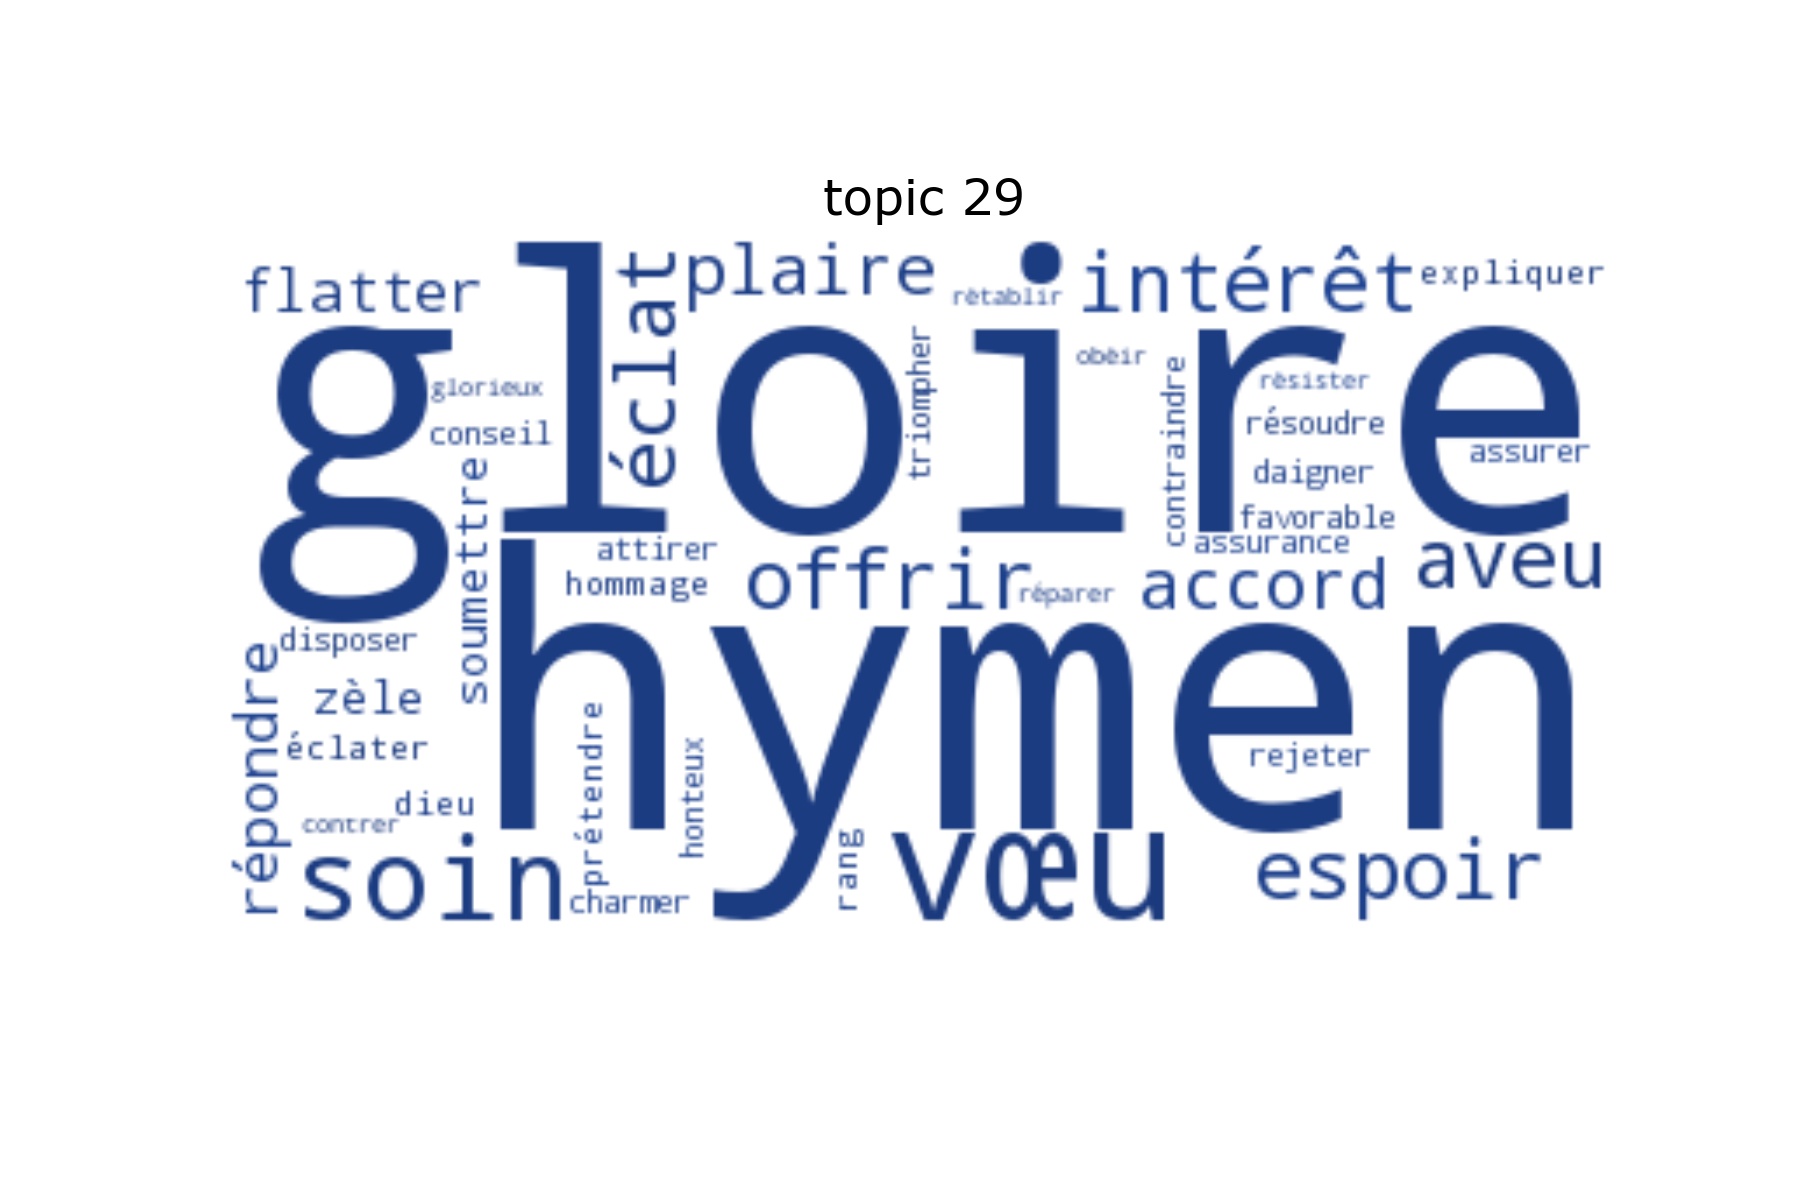 topic 29
flatter
éclat
plaire
rétablir
intérêt
expliquer
gloire
glorieux
conseil
triompher
obéir
contraindre
résister
résoudre
assurer
daigner
favorable
assurance
soumettre
attirer
hommage
offrir
réparer
accord
aveu
disposer
répondre
zèle
éclater
hymen
prétendre
honteux
rejeter
dieu
contrer
soin
charmer
rang
vœu
espoir